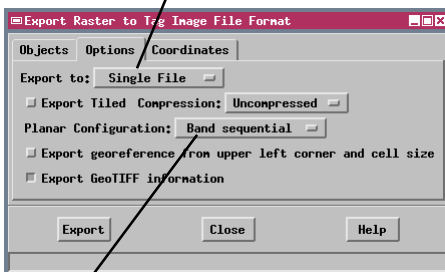 Export Raster to Tag Image File Format
Objects Options Coordinates
Export to: Single File
Export Tiled Compression: Uncompressed
Planar Configuration: Band sequential
Export georeference from upper left corner and cell size
Export GeoTIFF information
Export Close Help